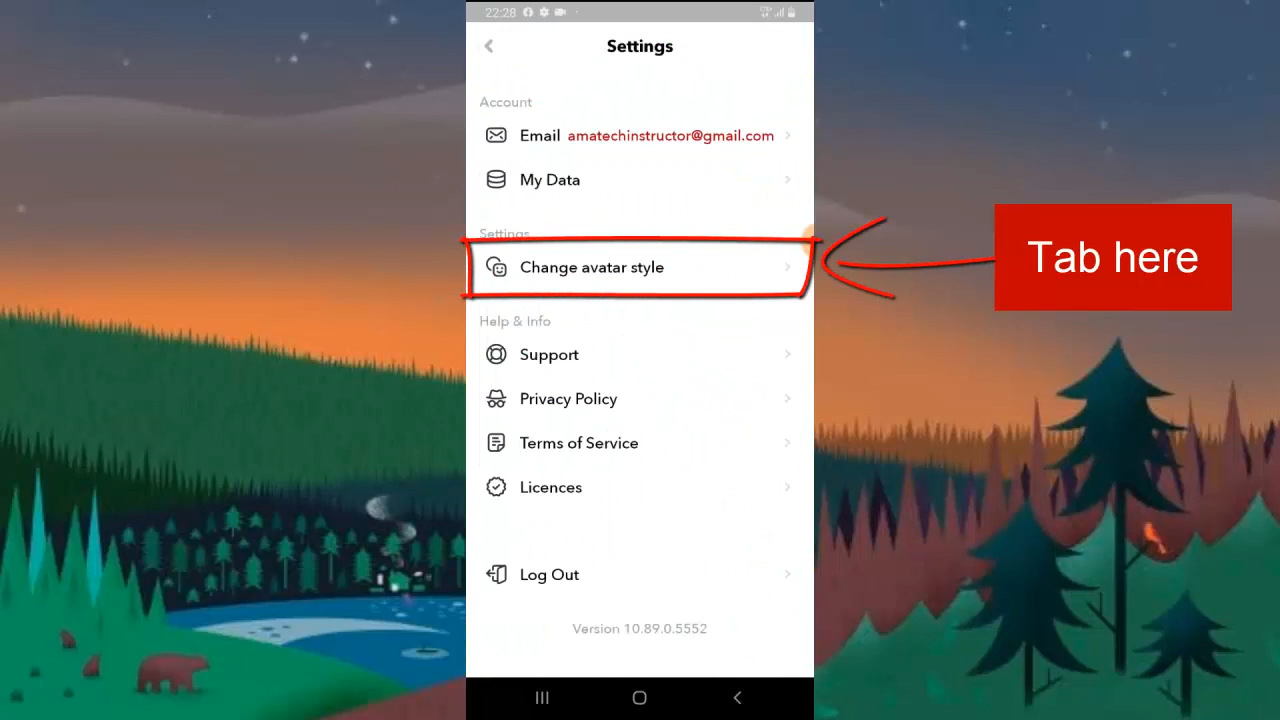 22:28
Settings
Account
Email amatechinstructor@gmail.com
My Data
Settings
Change avatar style
Tab here
Help & Info
Support
Privacy Policy
Terms of Service
Licences
Log Out
Version 10.89.0.5552